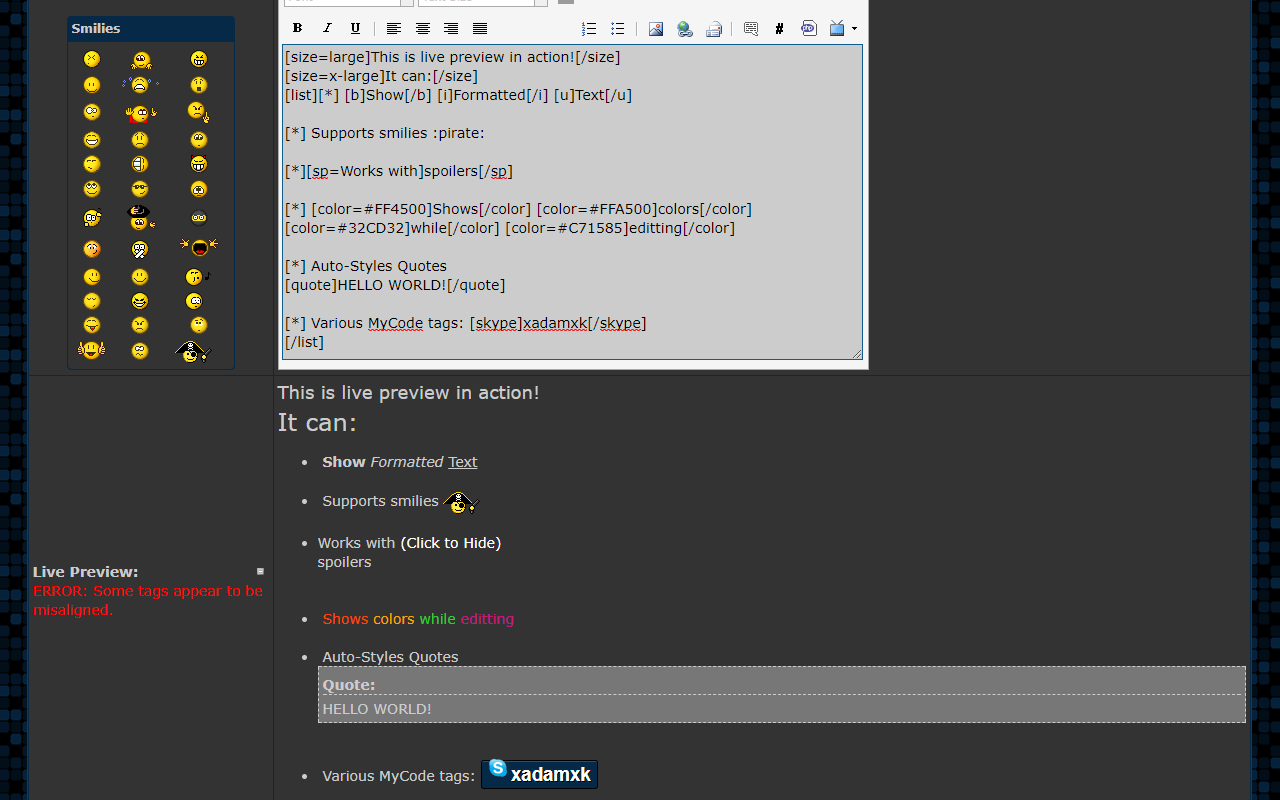 Smilies
B I U
#
[size=large]This is live preview in action![/size]
[size=x-large]It can:[/size]
[list][*] [b]Show[/b] [i]Formatted[/i] [u]Text[/u]
[*] Supports smilies :pirate:
[*][sp=Works with]spoilers[/sp]
[*] [color=#FF4500]Shows[/color] [color=#FFA500]colors[/color]
[color=#32CD32]while[/color] [color=#C71585]editting[/color]
[*] Auto-Styles Quotes
[quote]HELLO WORLD![/quote]
[*] Various MyCode tags: [skype]xadamxk[/skype]
[/list]
Live Preview:
ERROR: Some tags appear to be
misaligned.
This is live preview in action!
It can:
• Show Formatted Text
• Supports smilies
• Works with (Click to Hide)
spoilers
• Shows colors while editting
• Auto-Styles Quotes
Quote:
HELLO WORLD!
• Various MyCode tags: xadamxk